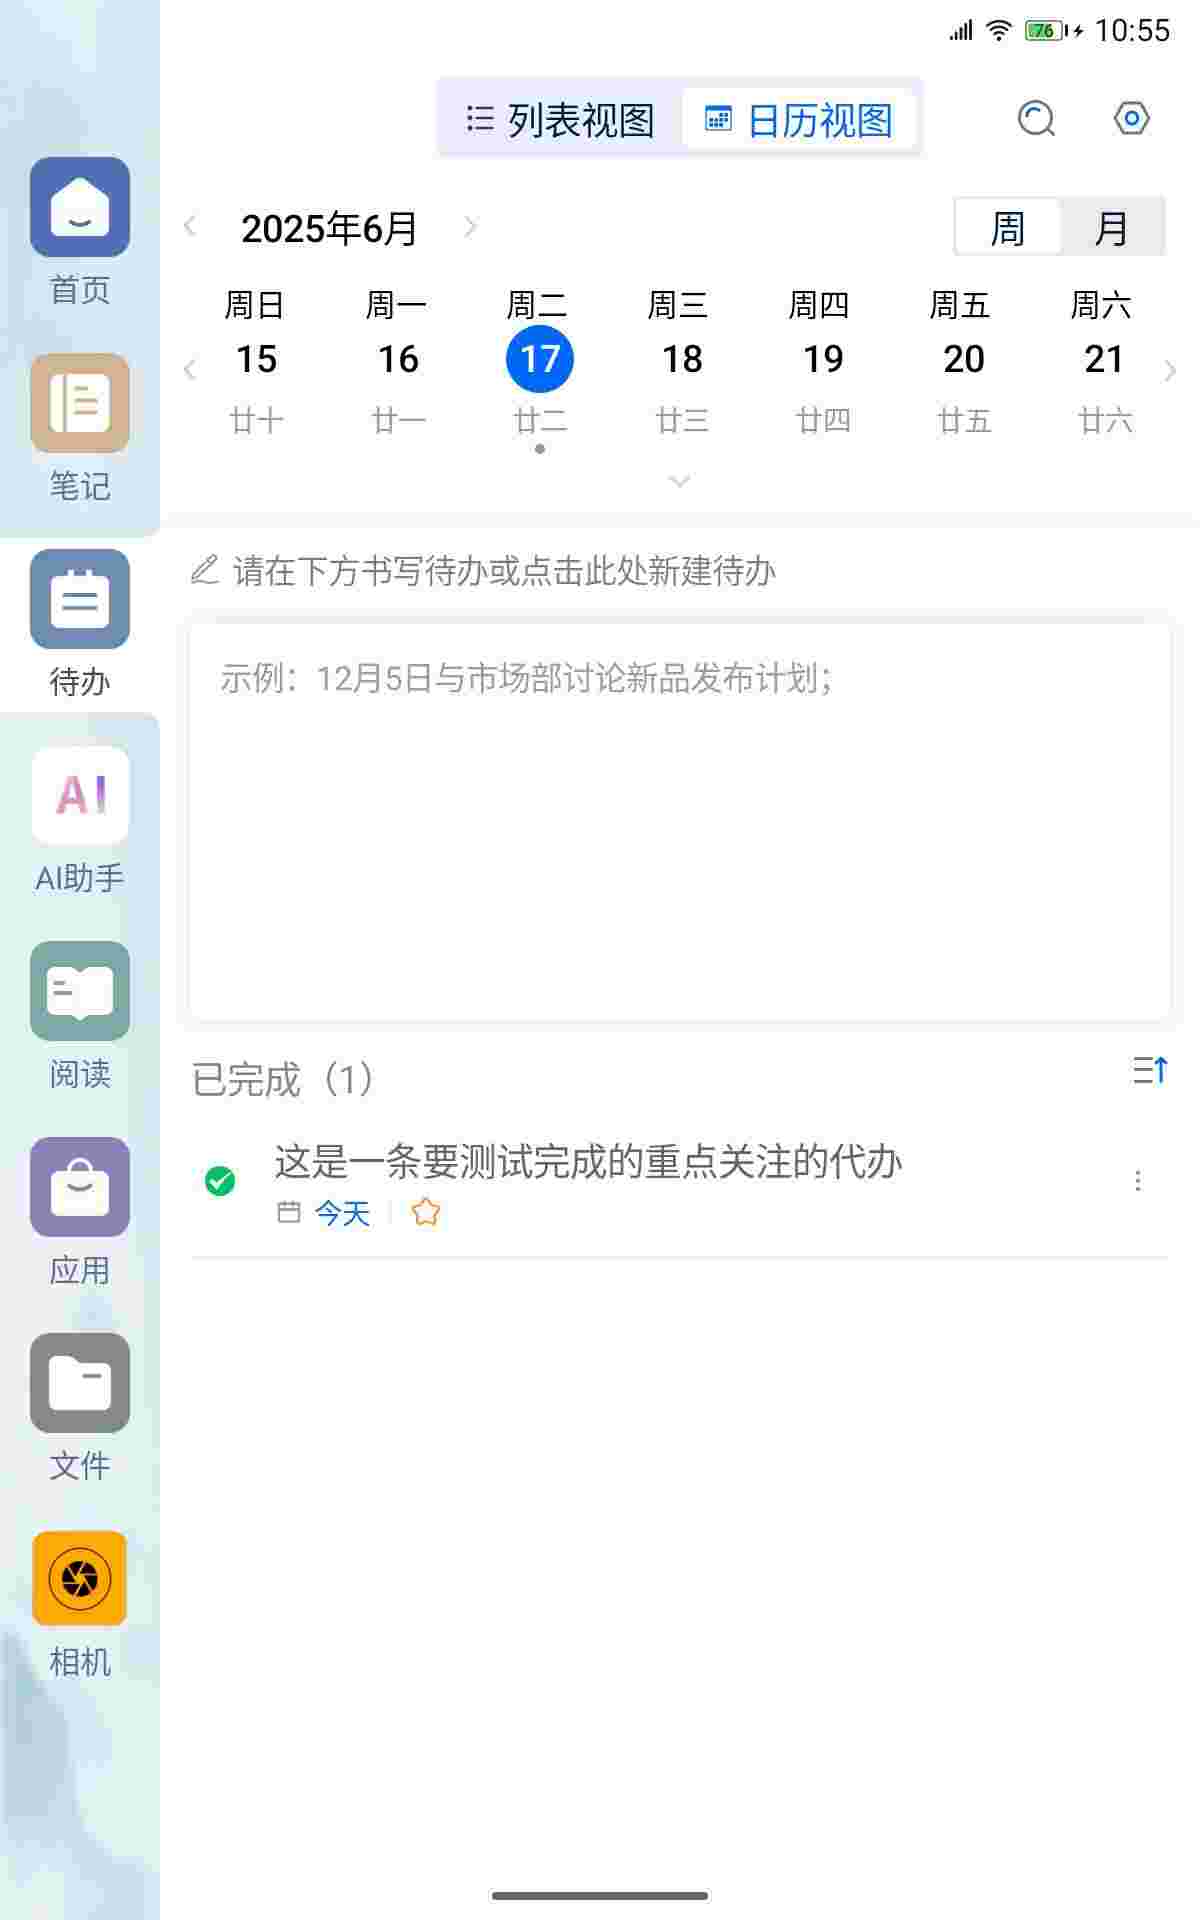 76 10:55
列表视图 日历视图
2025年6月 周 月
周日 周一 周二 周三 周四 周五 周六
15 16 17 18 19 20 21
廿十 廿一 廿二 廿三 廿四 廿五 廿六
请在下方书写待办或点击此处新建待办
示例：12月5日与市场部讨论新品发布计划；
已完成（1）
这是一条要测试完成的重点关注的代办
今天
首页
笔记
待办
AI
AI助手
阅读
应用
文件
相机